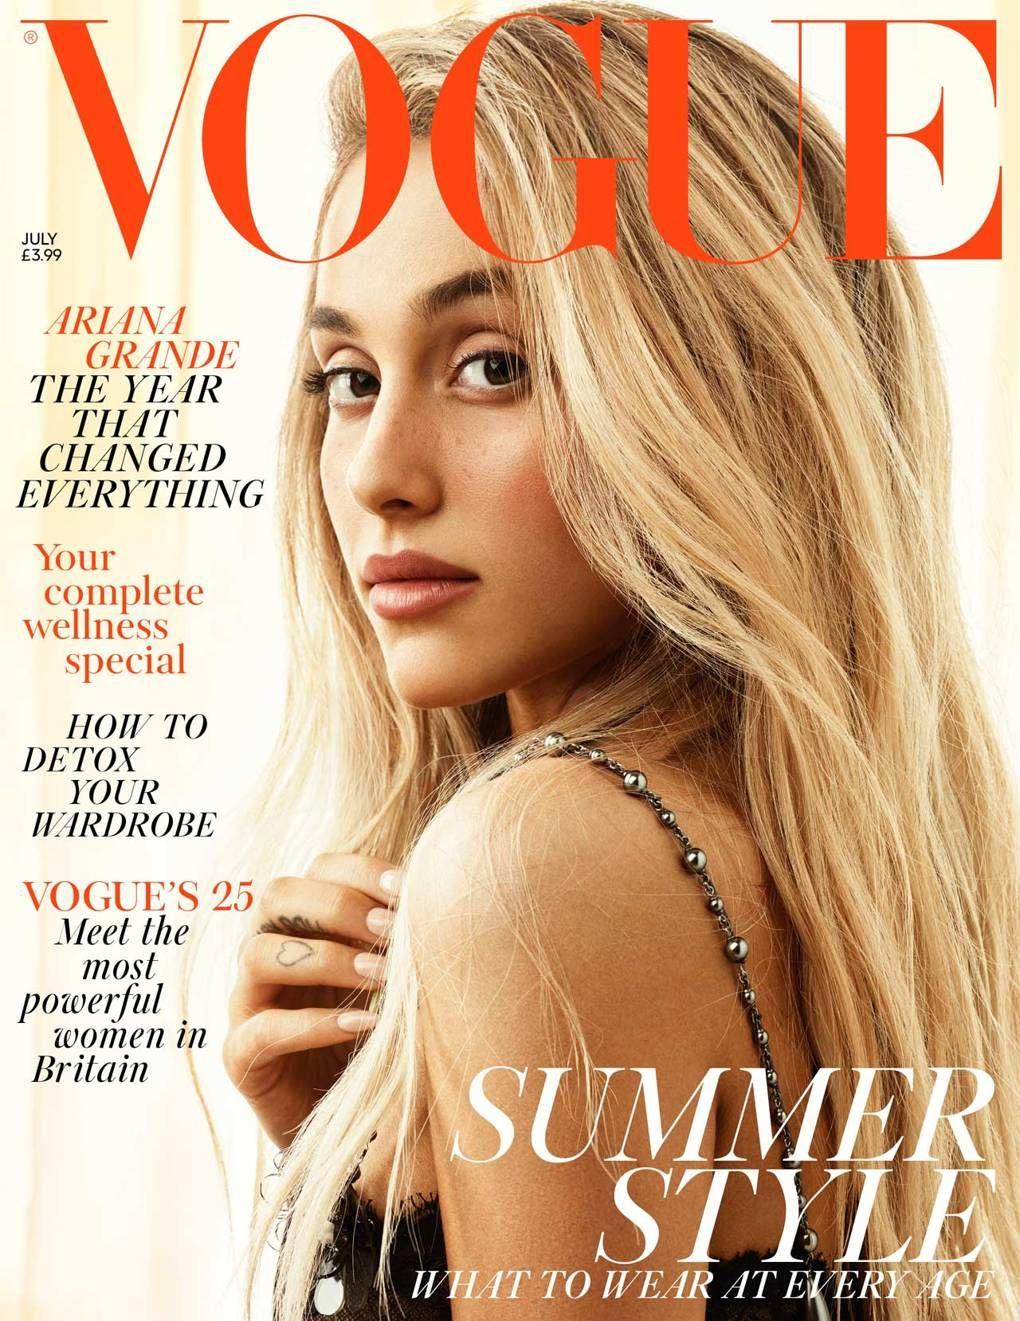 VOGUE
®
JULY
£3.99
ARIANA
GRANDE
THE YEAR
THAT
CHANGED
EVERYTHING
Your
complete
wellness
special
HOW TO
DETOX
YOUR
WARDROBE
VOGUE'S 25
Meet the
most
powerful
women in
Britain
SUMMER
STYLE
WHAT TO WEAR AT EVERY AGE